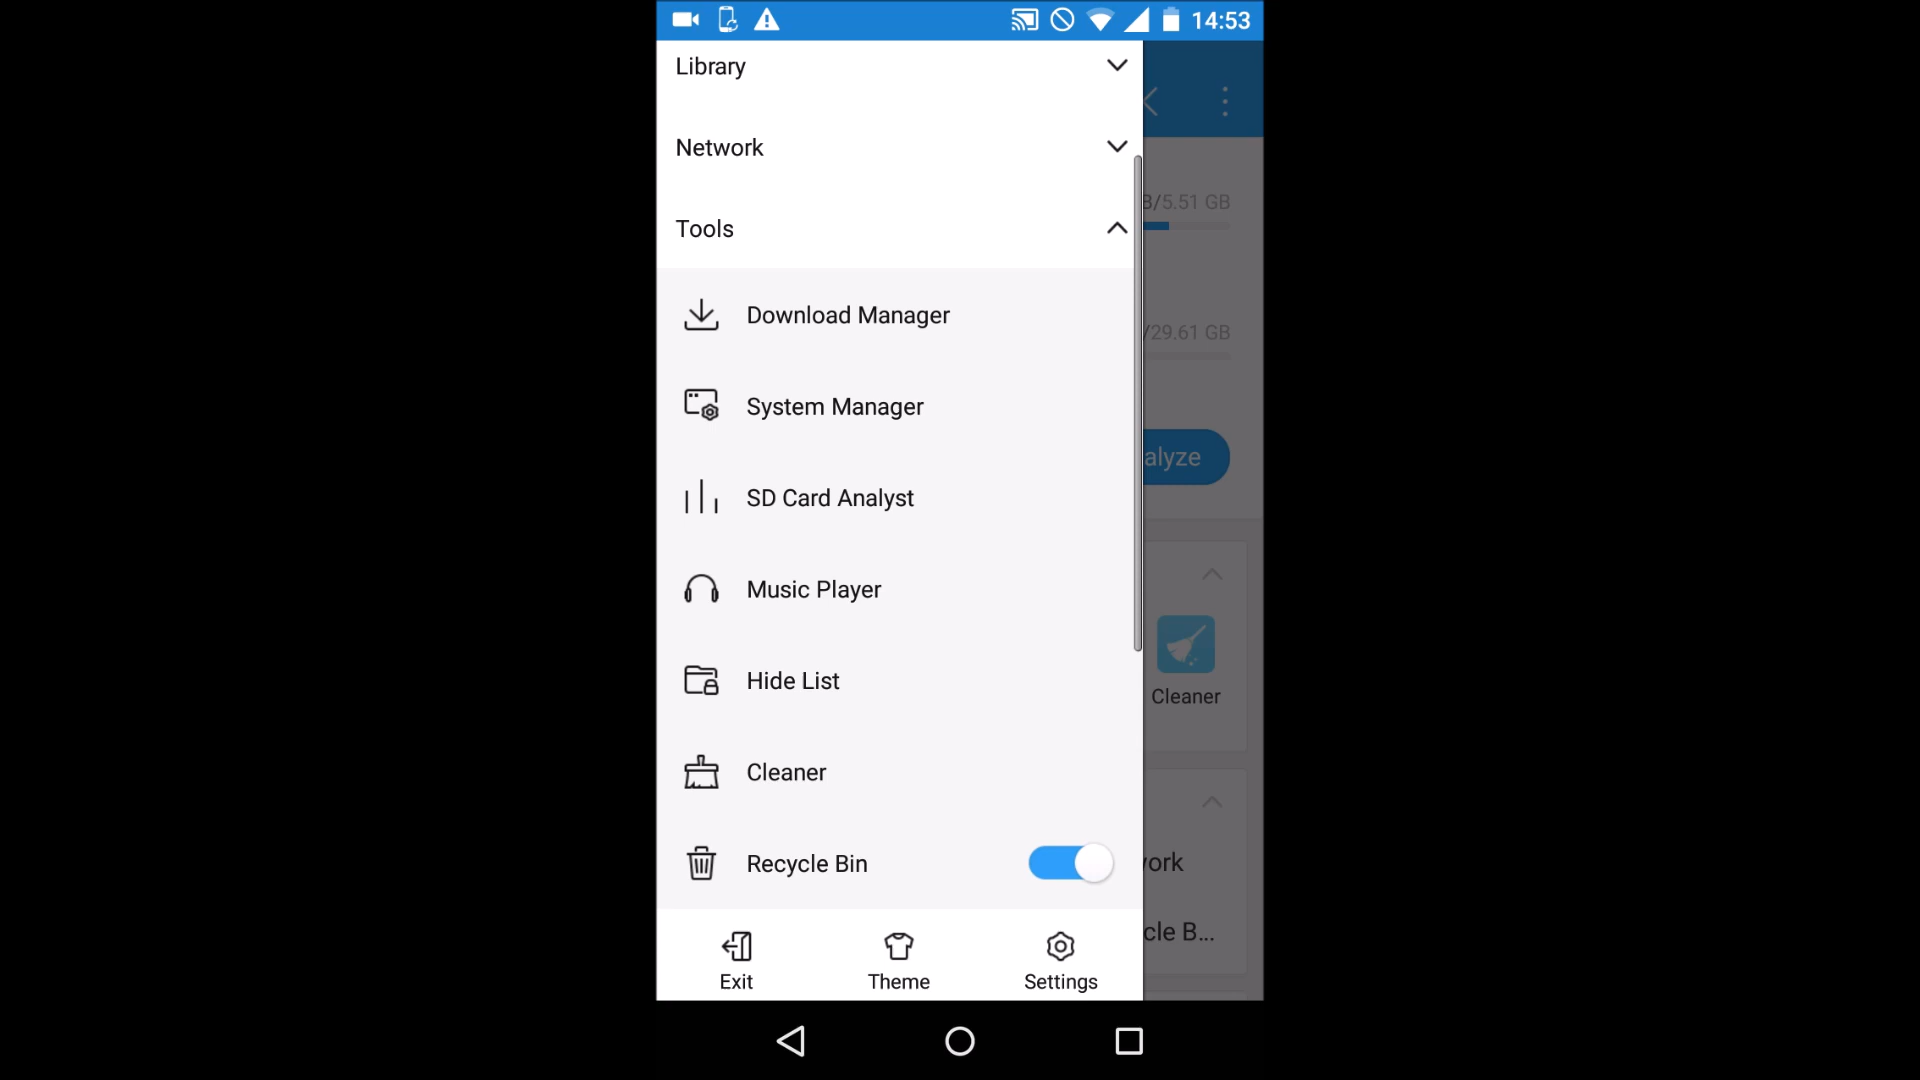 14:53
Library
Network
Tools
Download Manager
System Manager
SD Card Analyst
Music Player
Hide List
Cleaner
Recycle Bin
Exit
Theme
Settings
B/5.51 GB
/29.61 GB
alyze
Cleaner
ork
cle B...